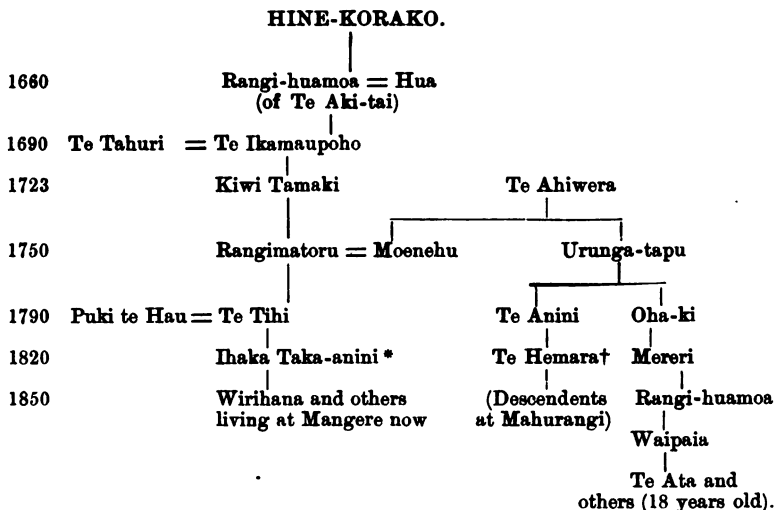 HINE-KORAKO.
1660 Rangi-huamoa = Hua
(of Te Aki-tai)
1690 Te Tahuri = Te Ikamaupoho
1723 Kiwi Tamaki Te Ahiwera
1750 Rangimatoru = Moenehu Urunga-tapu
1790 Puki te Hau = Te Tihi Te Anini Oha-ki
1820 Ihaka Taka-anini * Te Hemara† Mereri
1850 Wirihana and others (Descendents Rangi-huamoa
living at Mangere now at Mahurangi)
Waipaia
Te Ata and
others (18 years old).